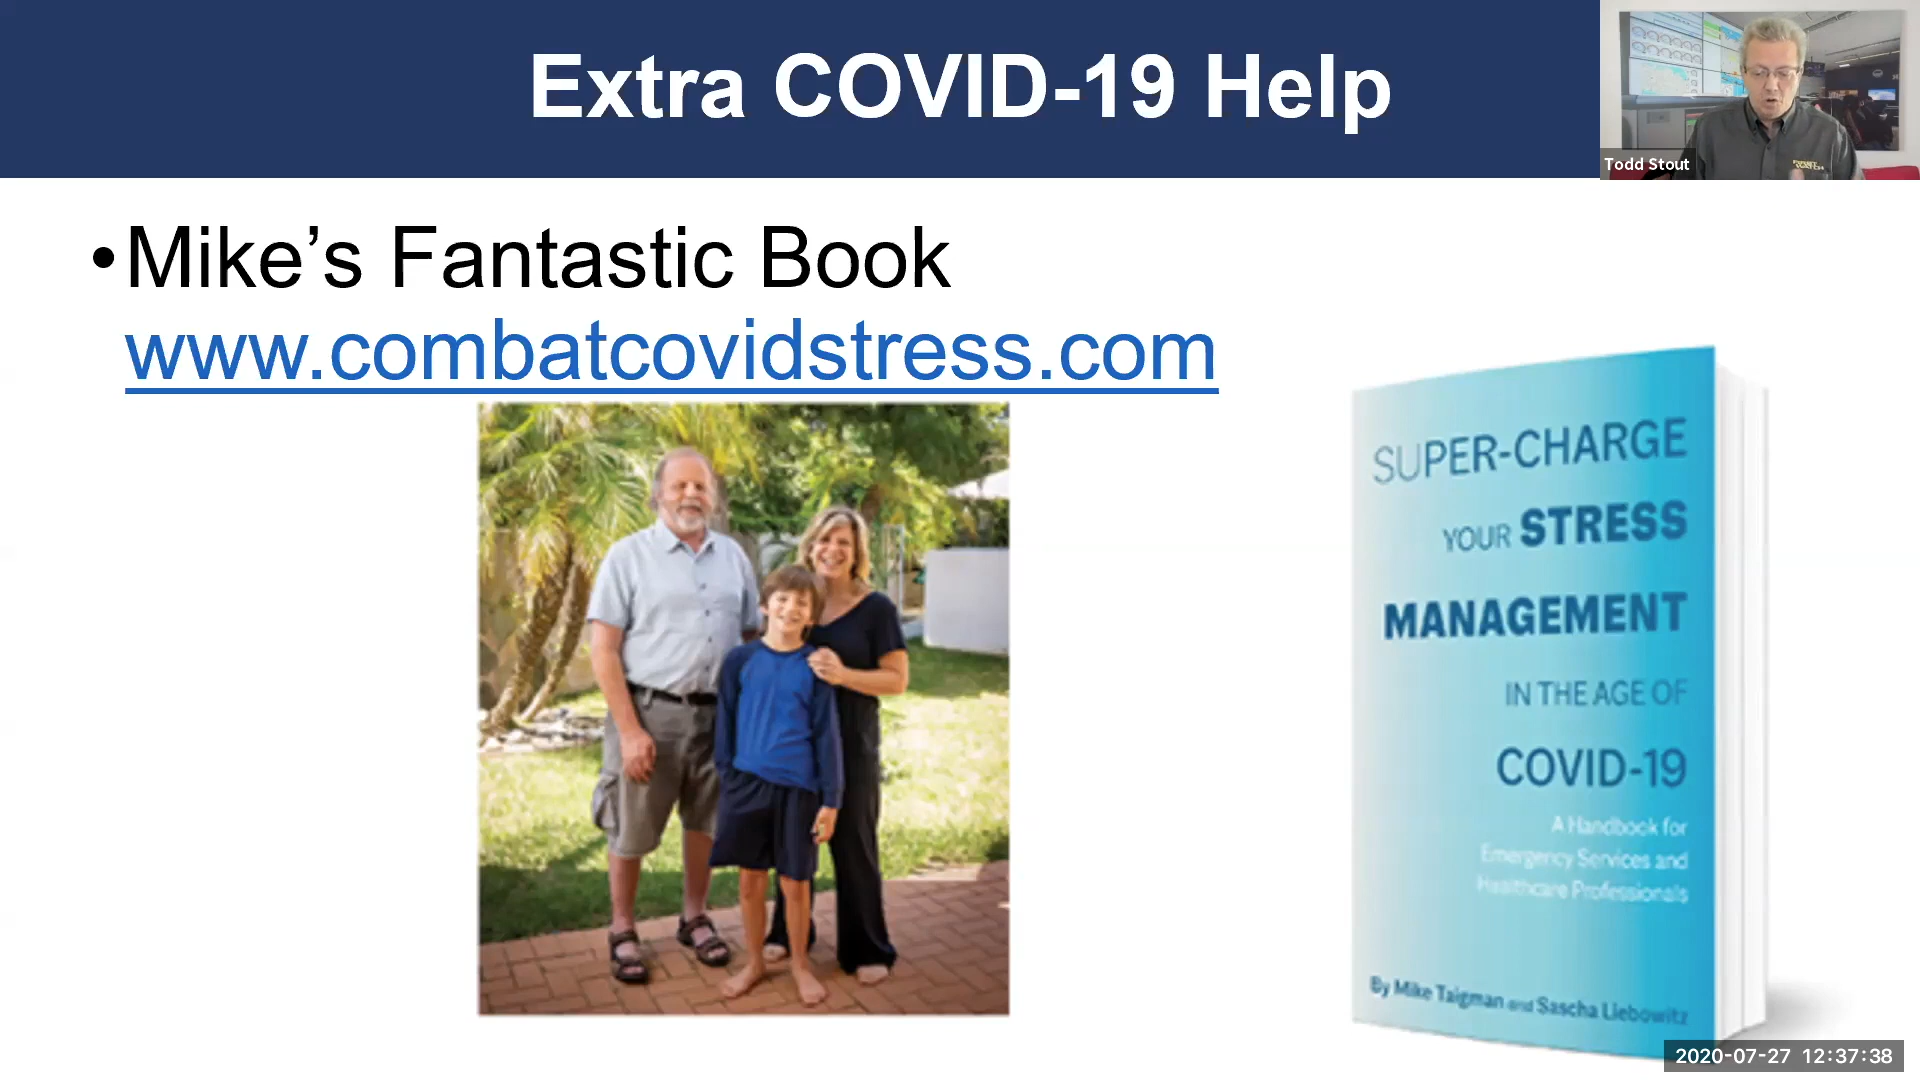 Extra COVID-19 Help
Todd Stout
•Mike’s Fantastic Book
www.combatcovidstress.com
SUPER-CHARGE
YOUR STRESS
MANAGEMENT
IN THE AGE OF
COVID-19
A Handbook for
Emergency Services and
Healthcare Professionals
By Mike Taigman and Sascha Liebowitz
2020-07-27 12:37:38